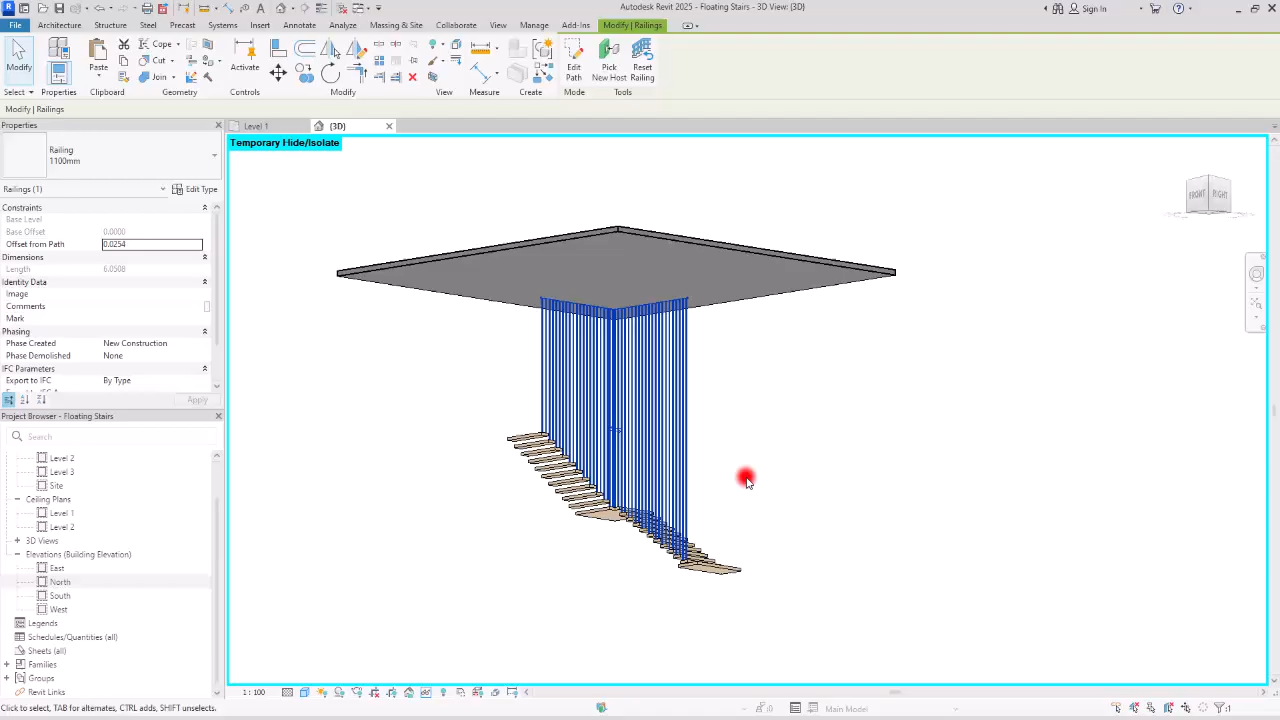 Autodesk Revit 2025 - Floating Stairs - 3D View: {3D}
Sign In
File Architecture Structure Steel Precast Systems Insert Annotate Analyze Massing & Site Collaborate View Manage Add-Ins Modify | Railings
Modify
Paste
Cope
Cut
Join
Activate
Edit Path
Pick New Host
Reset Railing
Select Properties Clipboard Geometry Controls Modify View Measure Create Mode Tools
Modify | Railings
Properties
Level 1
{3D}
Temporary Hide/Isolate
Railing
1100mm
Railings (1)
Edit Type
Constraints
Base Level
Base Offset 0.0000
Offset from Path 0.0254
Dimensions
Length 6.0508
Identity Data
Image
Comments
Mark
Phasing
Phase Created New Construction
Phase Demolished None
IFC Parameters
Export to IFC By Type
Apply
FRONT
RIGHT
Project Browser - Floating Stairs
Search
Level 2
Level 3
Site
Ceiling Plans
Level 1
Level 2
3D Views
Elevations (Building Elevation)
East
North
South
West
Legends
Schedules/Quantities (all)
Sheets (all)
Families
Groups
Revit Links
1 : 100
Click to select, TAB for alternates, CTRL adds, SHIFT unselects.
:0
Main Model
:1